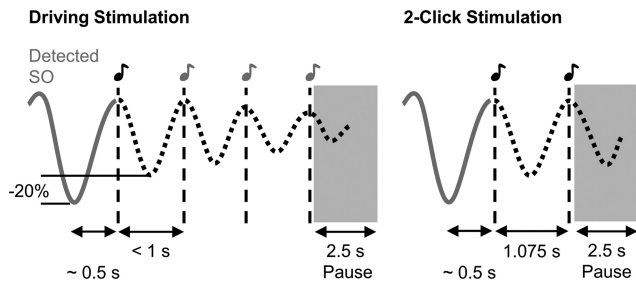 Driving Stimulation
Detected
SO
-20%
< 1 s
~ 0.5 s
2.5 s
Pause
2-Click Stimulation
1.075 s
~ 0.5 s
2.5 s
Pause